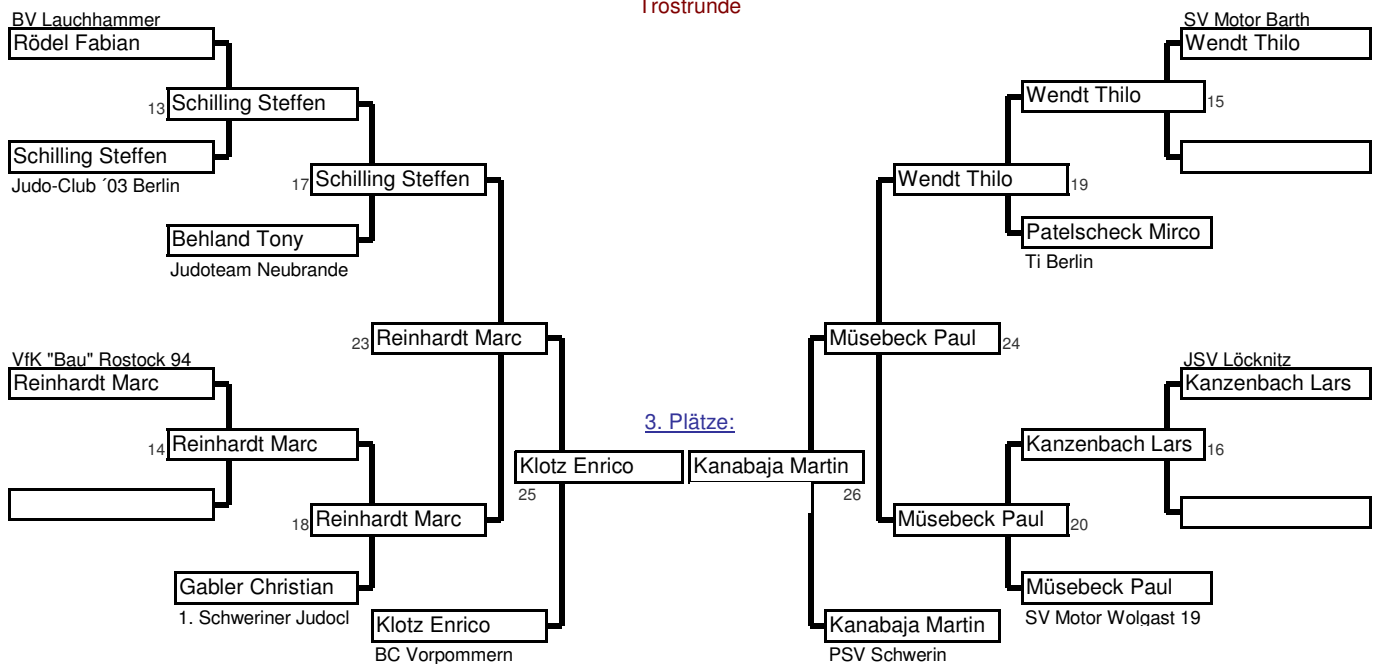 Trostrunde
BV Lauchhammer
Rödel Fabian
13 Schilling Steffen
Schilling Steffen
Judo-Club ´03 Berlin
17 Schilling Steffen
Behland Tony
Judoteam Neubrande
23 Reinhardt Marc
VfK "Bau" Rostock 94
Reinhardt Marc
14 Reinhardt Marc
18 Reinhardt Marc
Gabler Christian
1. Schweriner Judocl
Klotz Enrico
BC Vorpommern
3. Plätze:
Klotz Enrico
25
Kanabaja Martin
26
SV Motor Barth
Wendt Thilo
Wendt Thilo 15
Wendt Thilo 19
Patelscheck Mirco
Ti Berlin
Müsebeck Paul 24
JSV Löcknitz
Kanzenbach Lars
Kanzenbach Lars 16
Müsebeck Paul 20
Müsebeck Paul
SV Motor Wolgast 19
Kanabaja Martin
PSV Schwerin